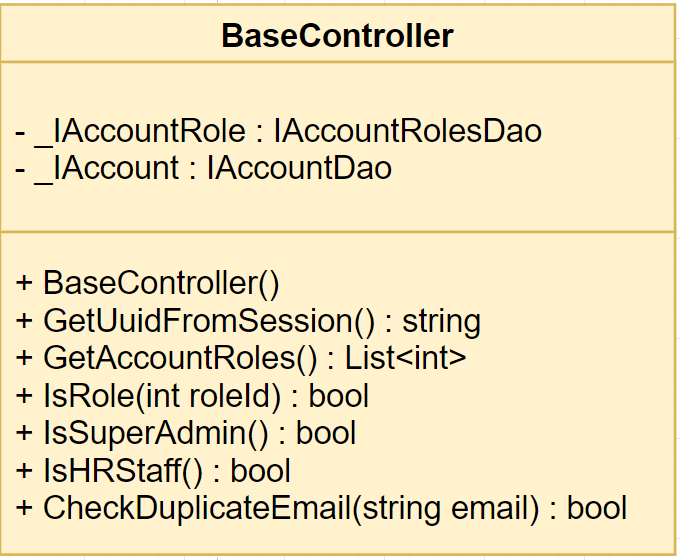 BaseController
- _IAccountRole : IAccountRolesDao
- _IAccount : IAccountDao
+ BaseController()
+ GetUuidFromSession() : string
+ GetAccountRoles() : List<int>
+ IsRole(int roleId) : bool
+ IsSuperAdmin() : bool
+ IsHRStaff() : bool
+ CheckDuplicateEmail(string email) : bool